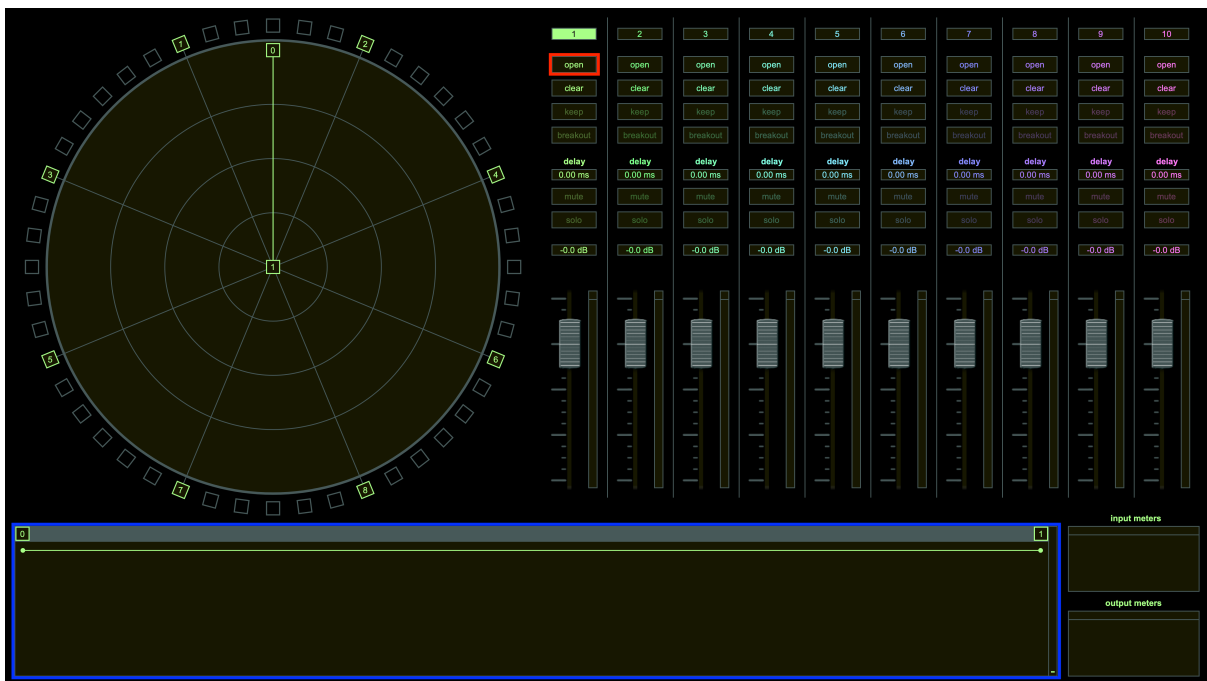 1 2
0
3 4
1
5 6
7 8
1 2 3 4 5 6 7 8 9 10
open open open open open open open open open open
clear clear clear clear clear clear clear clear clear clear
keep keep keep keep keep keep keep keep keep keep
breakout breakout breakout breakout breakout breakout breakout breakout breakout breakout
delay delay delay delay delay delay delay delay delay delay
0.00 ms 0.00 ms 0.00 ms 0.00 ms 0.00 ms 0.00 ms 0.00 ms 0.00 ms 0.00 ms 0.00 ms
mute mute mute mute mute mute mute mute mute mute
solo solo solo solo solo solo solo solo solo solo
-0.0 dB -0.0 dB -0.0 dB -0.0 dB -0.0 dB -0.0 dB -0.0 dB -0.0 dB -0.0 dB -0.0 dB
0 1
input meters
output meters